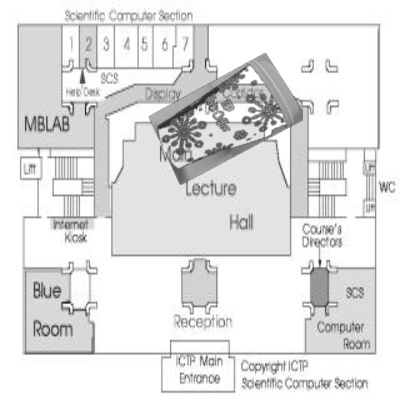 Scientific Computer Section
1 2 3 4 5 6 7
SCS
Help Desk
Display
MBLAB
Main
Lift
Lift
Lecture
WC
Lift
Hall
Internet
Kiosk
Course's
Directors
Blue
Room
SCS
Reception
Computer
Room
ICTP Main
Entrance
Copyright ICTP
Scientific Computer Section